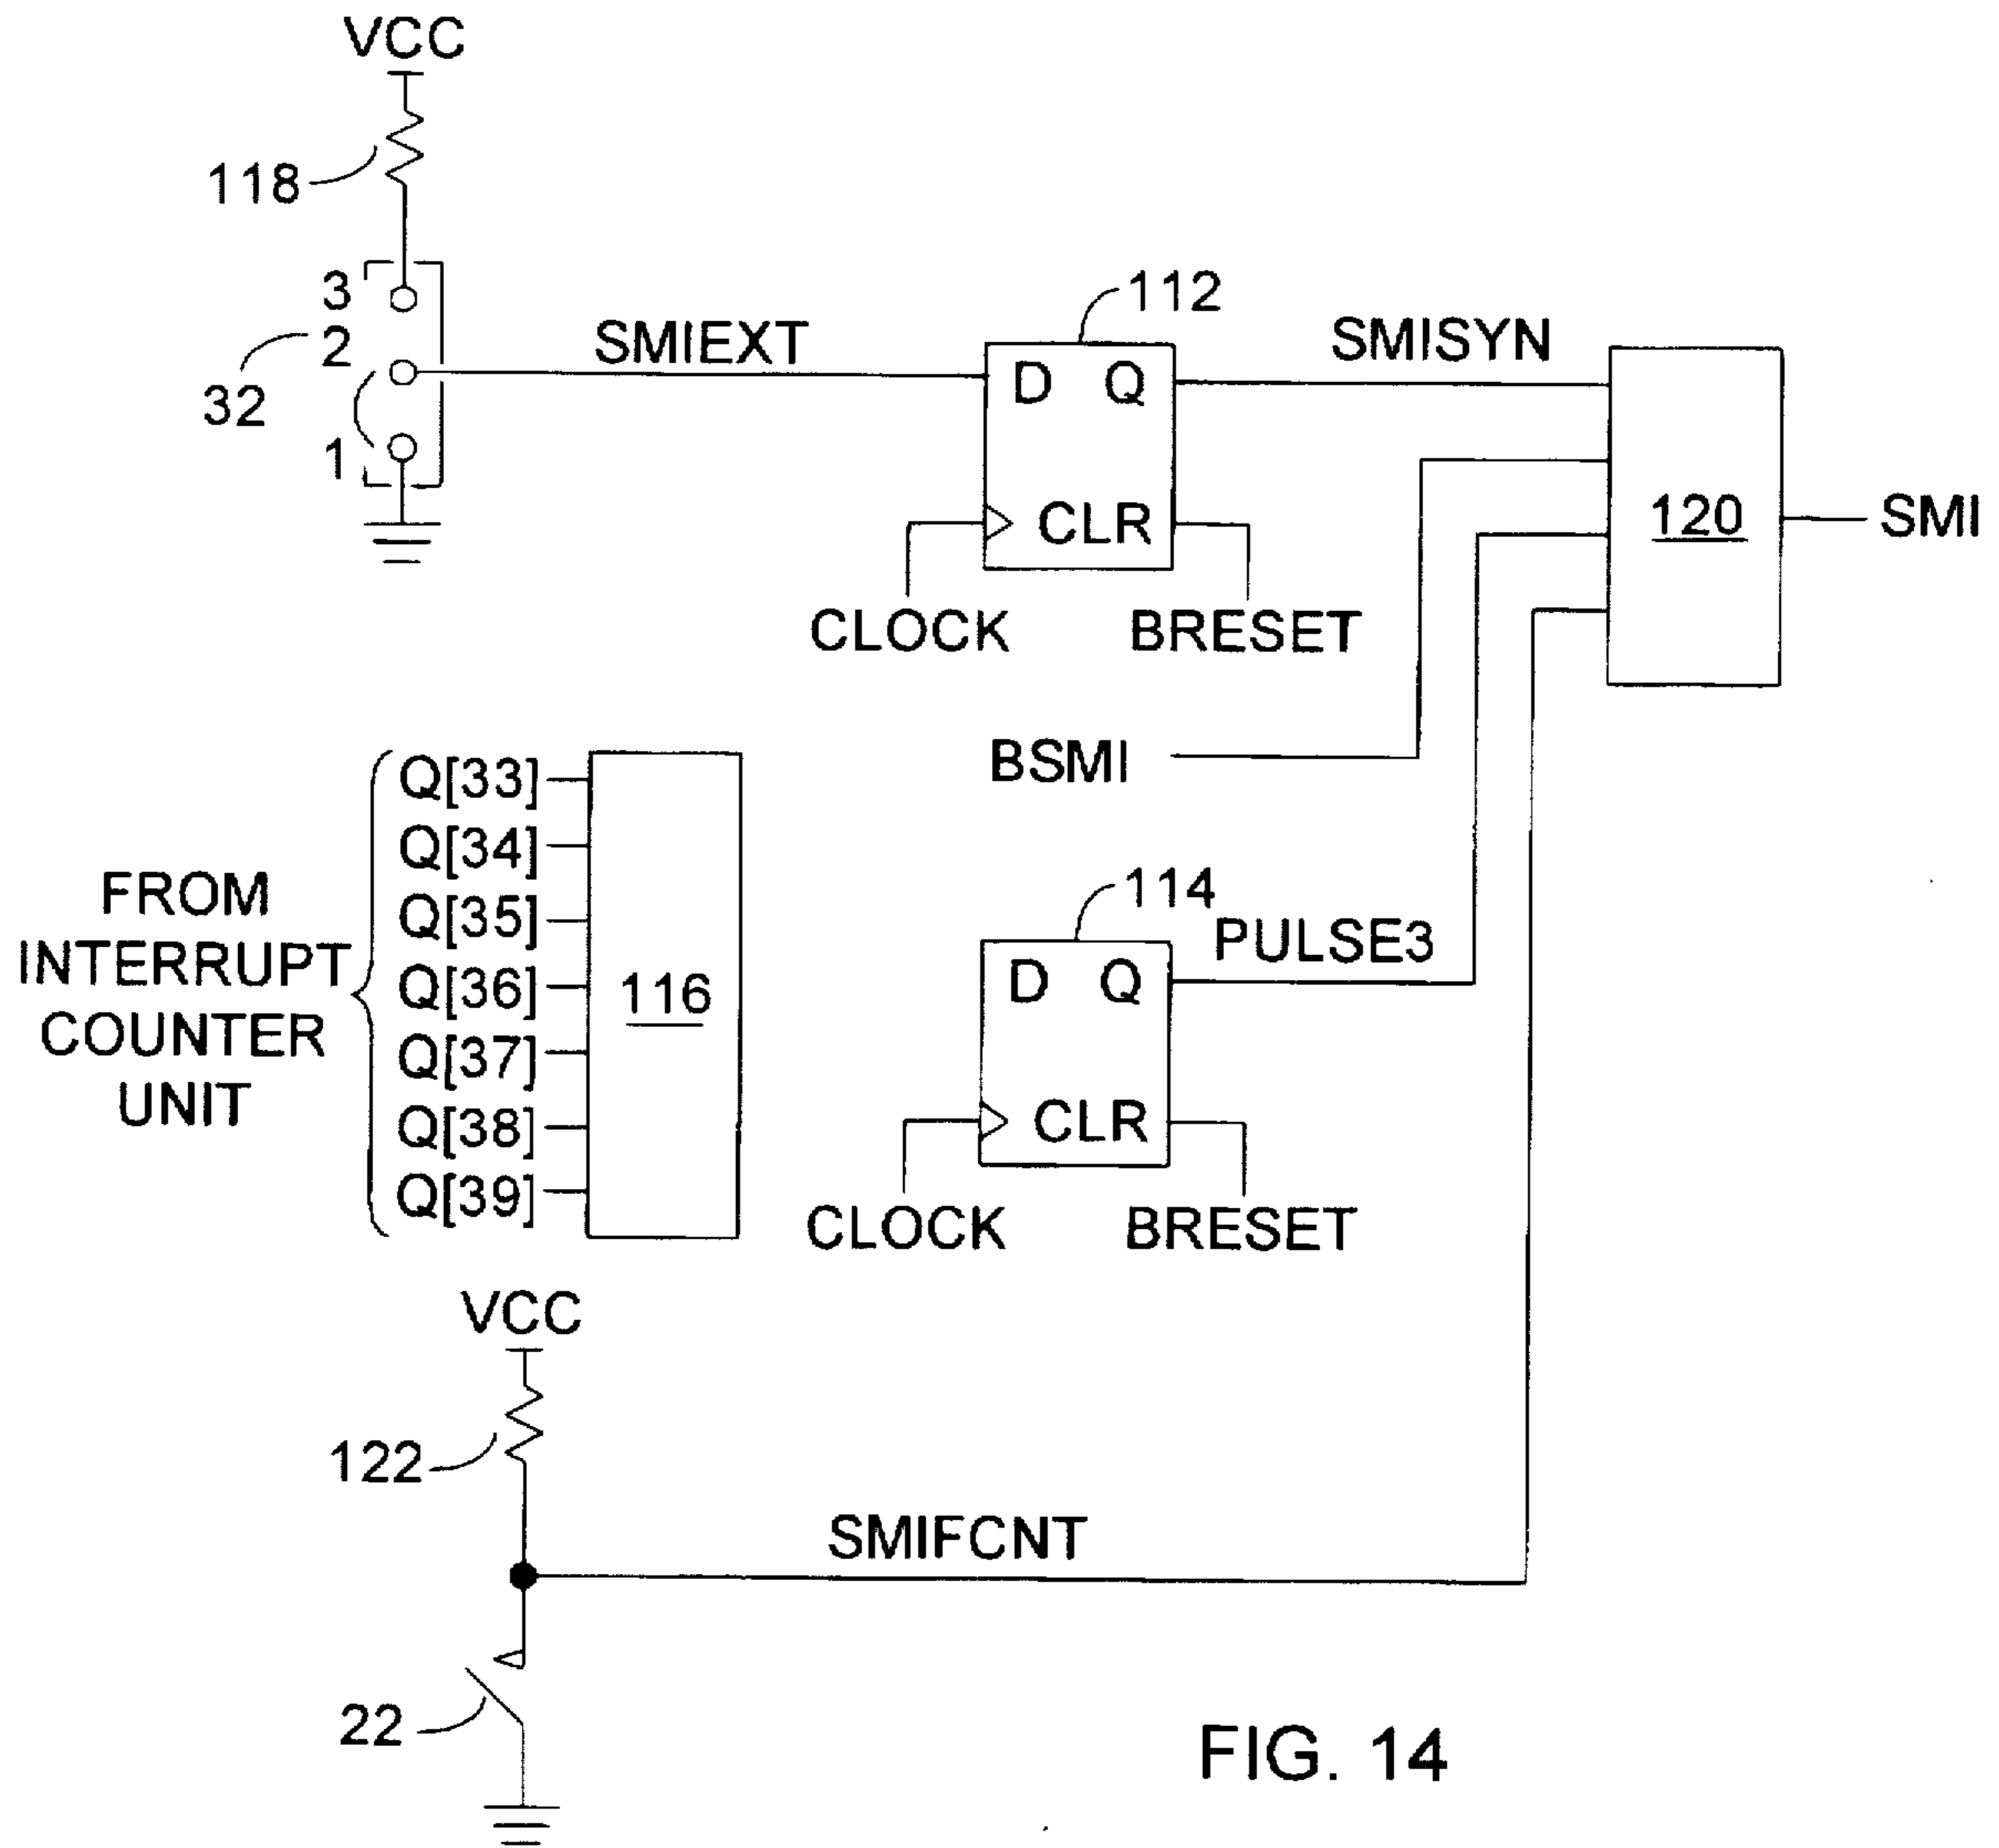 VCC
118
3
2
32
1
SMIEXT
112
D Q
CLR
CLOCK
BRESET
SMISYN
120
SMI
BSMI
FROM
INTERRUPT
COUNTER
UNIT
Q[33]
Q[34]
Q[35]
Q[36]
Q[37]
Q[38]
Q[39]
116
114
D Q
CLR
PULSE3
CLOCK
BRESET
VCC
122
SMIFCNT
22
FIG. 14